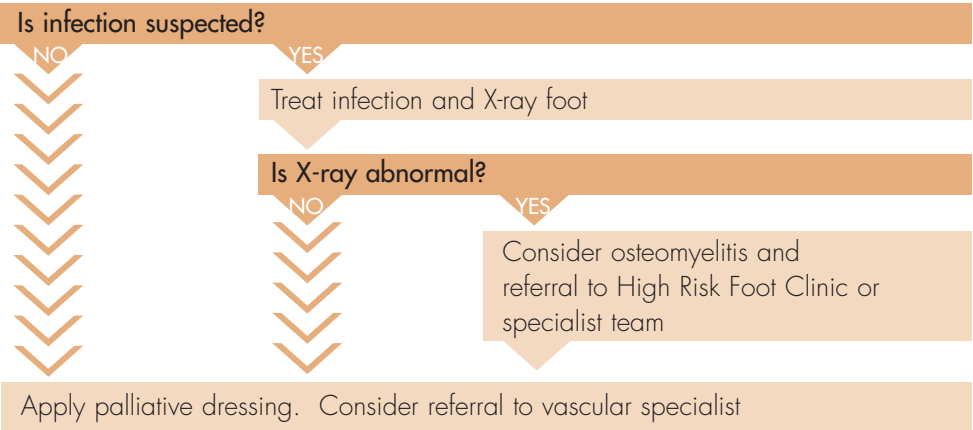 Is infection suspected?
NO YES
Treat infection and X-ray foot
Is X-ray abnormal?
NO YES
Consider osteomyelitis and
referral to High Risk Foot Clinic or
specialist team
Apply palliative dressing. Consider referral to vascular specialist